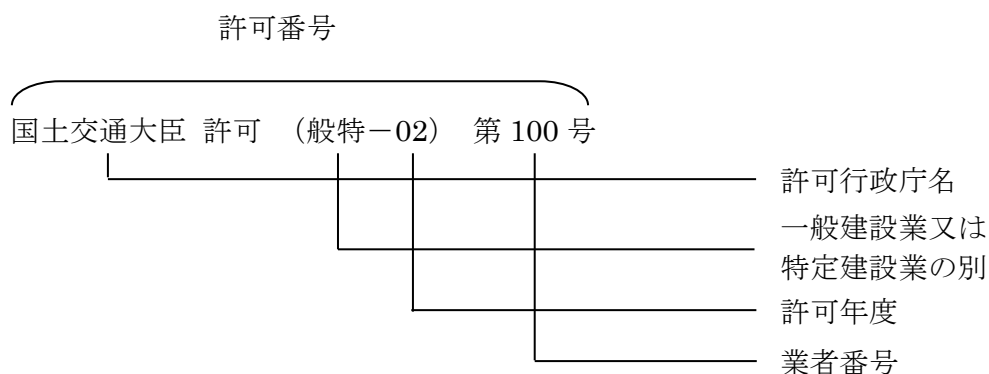 許可番号
国土交通大臣 許可 （般特－02） 第 100 号
許可行政庁名
一般建設業又は
特定建設業の別
許可年度
業者番号